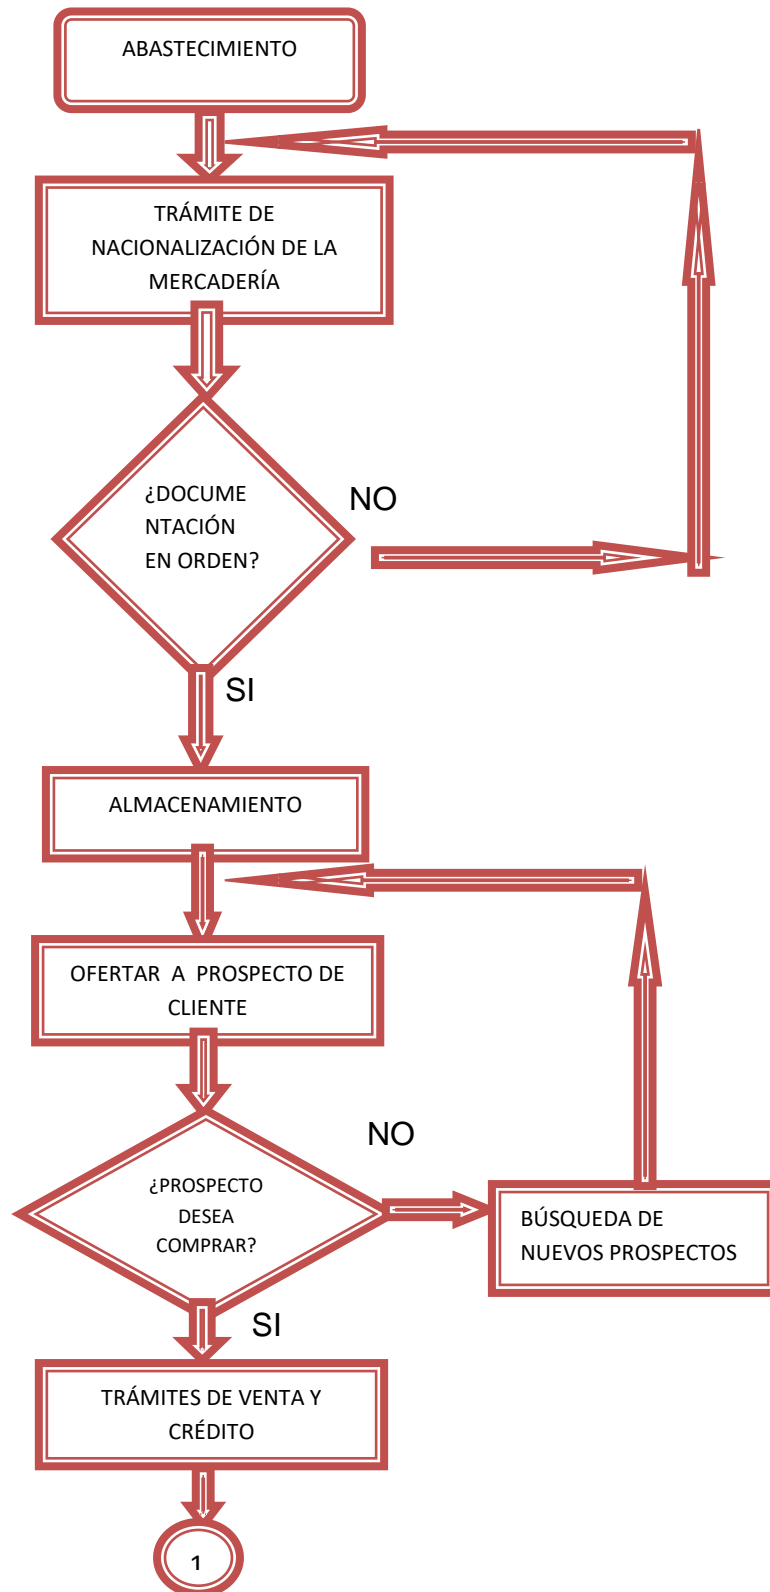 ABASTECIMIENTO
TRÁMITE DE
NACIONALIZACIÓN DE LA
MERCADERÍA
¿DOCUME
NTACIÓN
EN ORDEN?
NO
SI
ALMACENAMIENTO
OFERTAR A PROSPECTO DE
CLIENTE
NO
¿PROSPECTO
DESEA
COMPRAR?
BÚSQUEDA DE
NUEVOS PROSPECTOS
SI
TRÁMITES DE VENTA Y
CRÉDITO
1